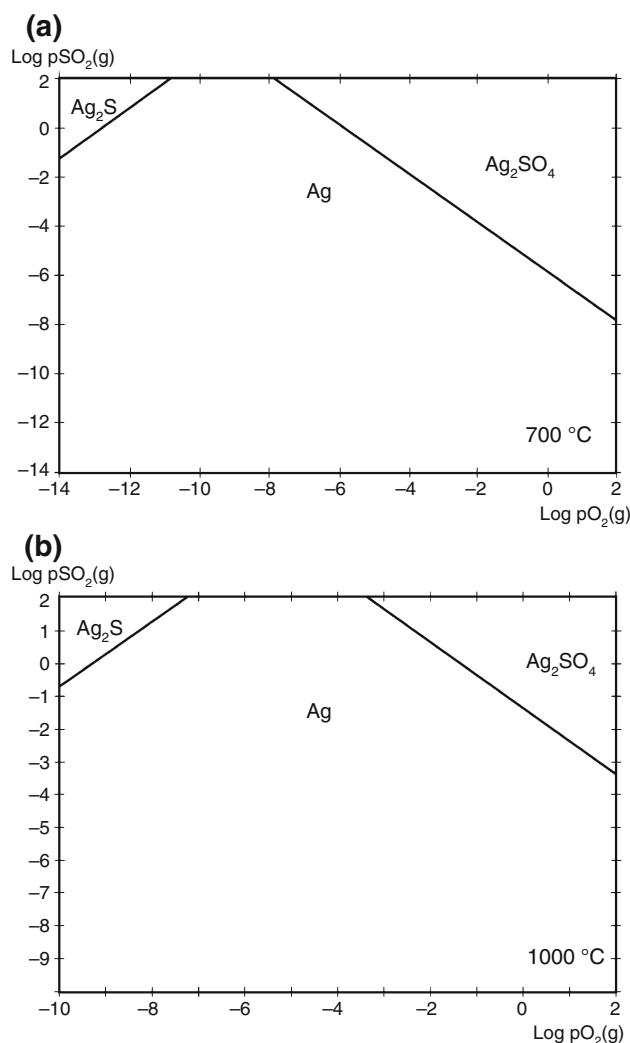 (a)
Log pSO₂(g)
2
0
−2
−4
−6
−8
−10
−12
−14
Ag₂S
Ag
Ag₂SO₄
700 °C
−14 −12 −10 −8 −6 −4 −2 0 2
Log pO₂(g)
(b)
Log pSO₂(g)
2
1
0
−1
−2
−3
−4
−5
−6
−7
−8
−9
Ag₂S
Ag
Ag₂SO₄
1000 °C
−10 −8 −6 −4 −2 0 2
Log pO₂(g)